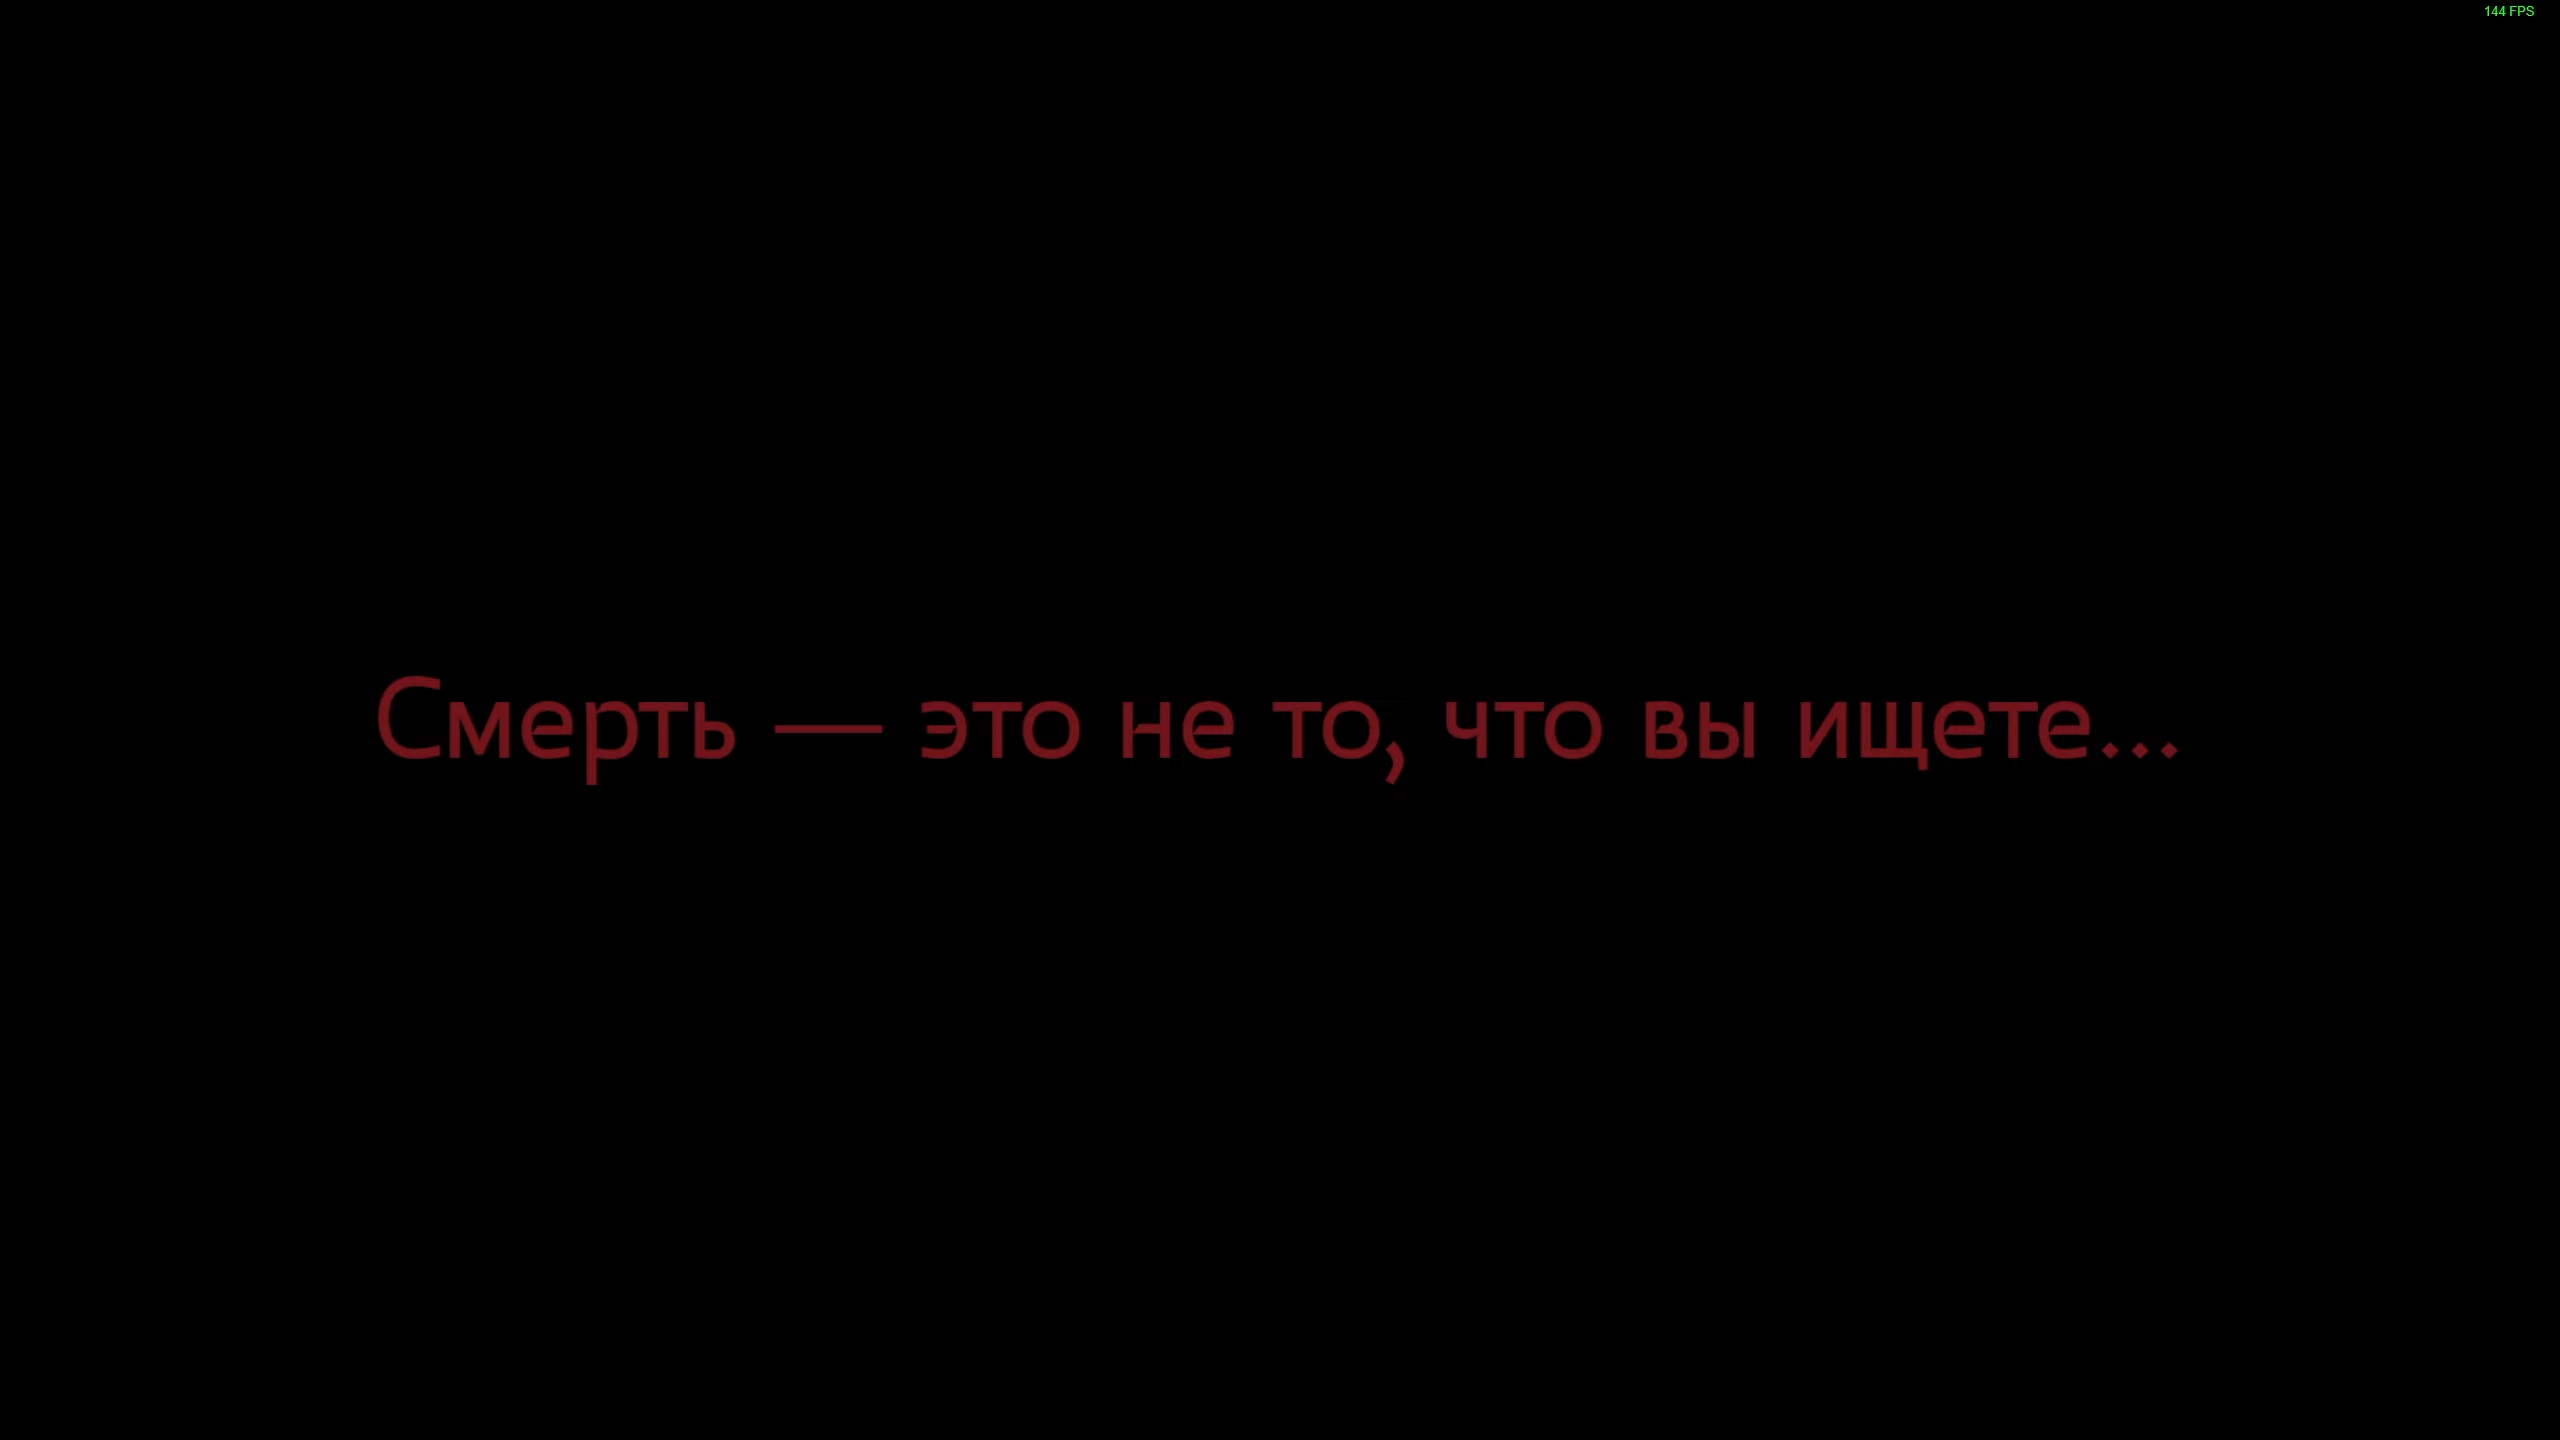 144 FPS
Смерть — это не то, что вы ищете...